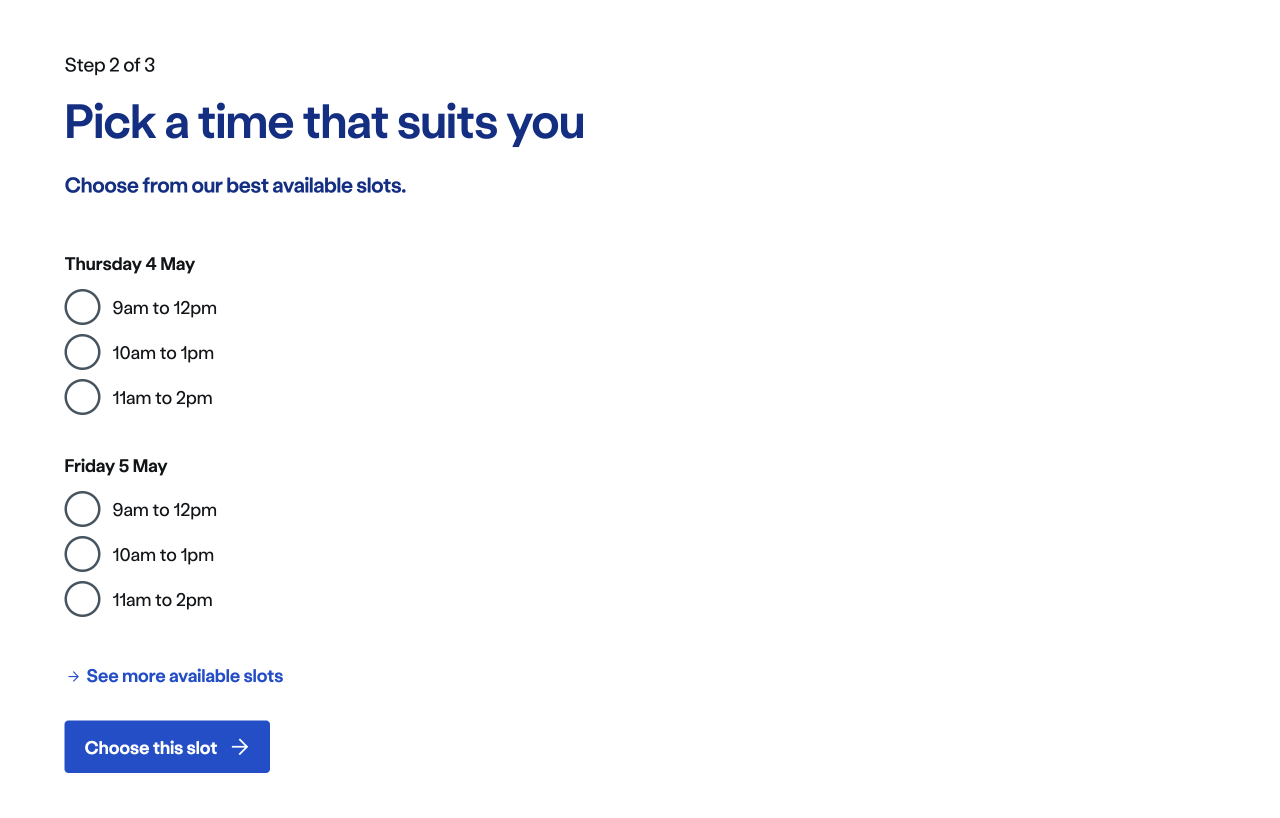 Step 2 of 3
Pick a time that suits you
Choose from our best available slots.
Thursday 4 May
9am to 12pm
10am to 1pm
11am to 2pm
Friday 5 May
9am to 12pm
10am to 1pm
11am to 2pm
See more available slots
Choose this slot